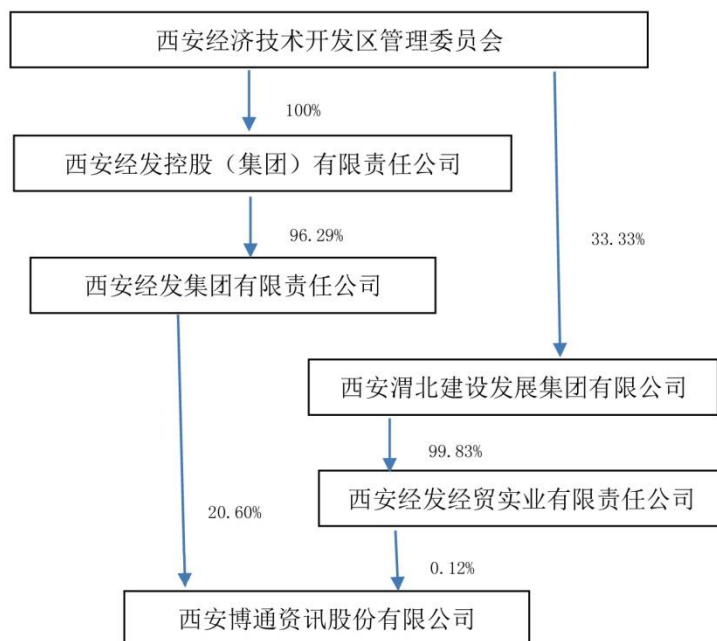 西安经济技术开发区管理委员会
100%
西安经发控股（集团）有限责任公司
96.29%
33.33%
西安经发集团有限责任公司
西安渭北建设发展集团有限公司
99.83%
西安经发经贸实业有限责任公司
20.60%
0.12%
西安博通资讯股份有限公司